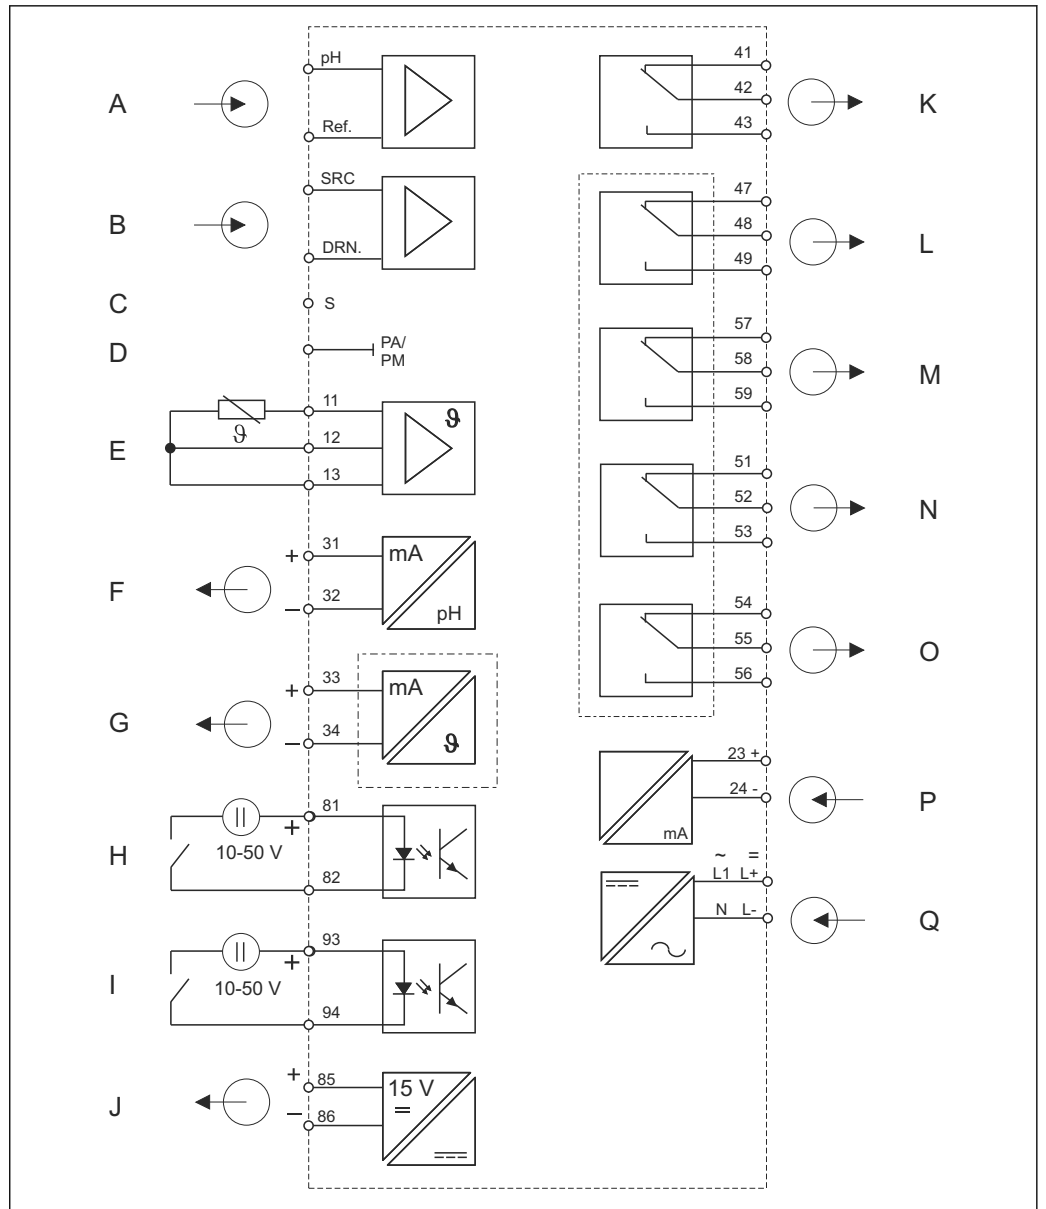 A
pH
Ref.
B
SRC
DRN.
C
S
D
PA/
PM
E
ϑ
11
12
13
ϑ
F
+
31
–
32
mA
pH
G
+
33
–
34
mA
ϑ
H
10-50 V
+
81
82
I
10-50 V
+
93
94
J
+
85
–
86
15 V
=
41
42
43
K
47
48
49
L
57
58
59
M
51
52
53
N
54
55
56
O
23 +
24 -
mA
P
~ =
L1 L+
N L-
Q